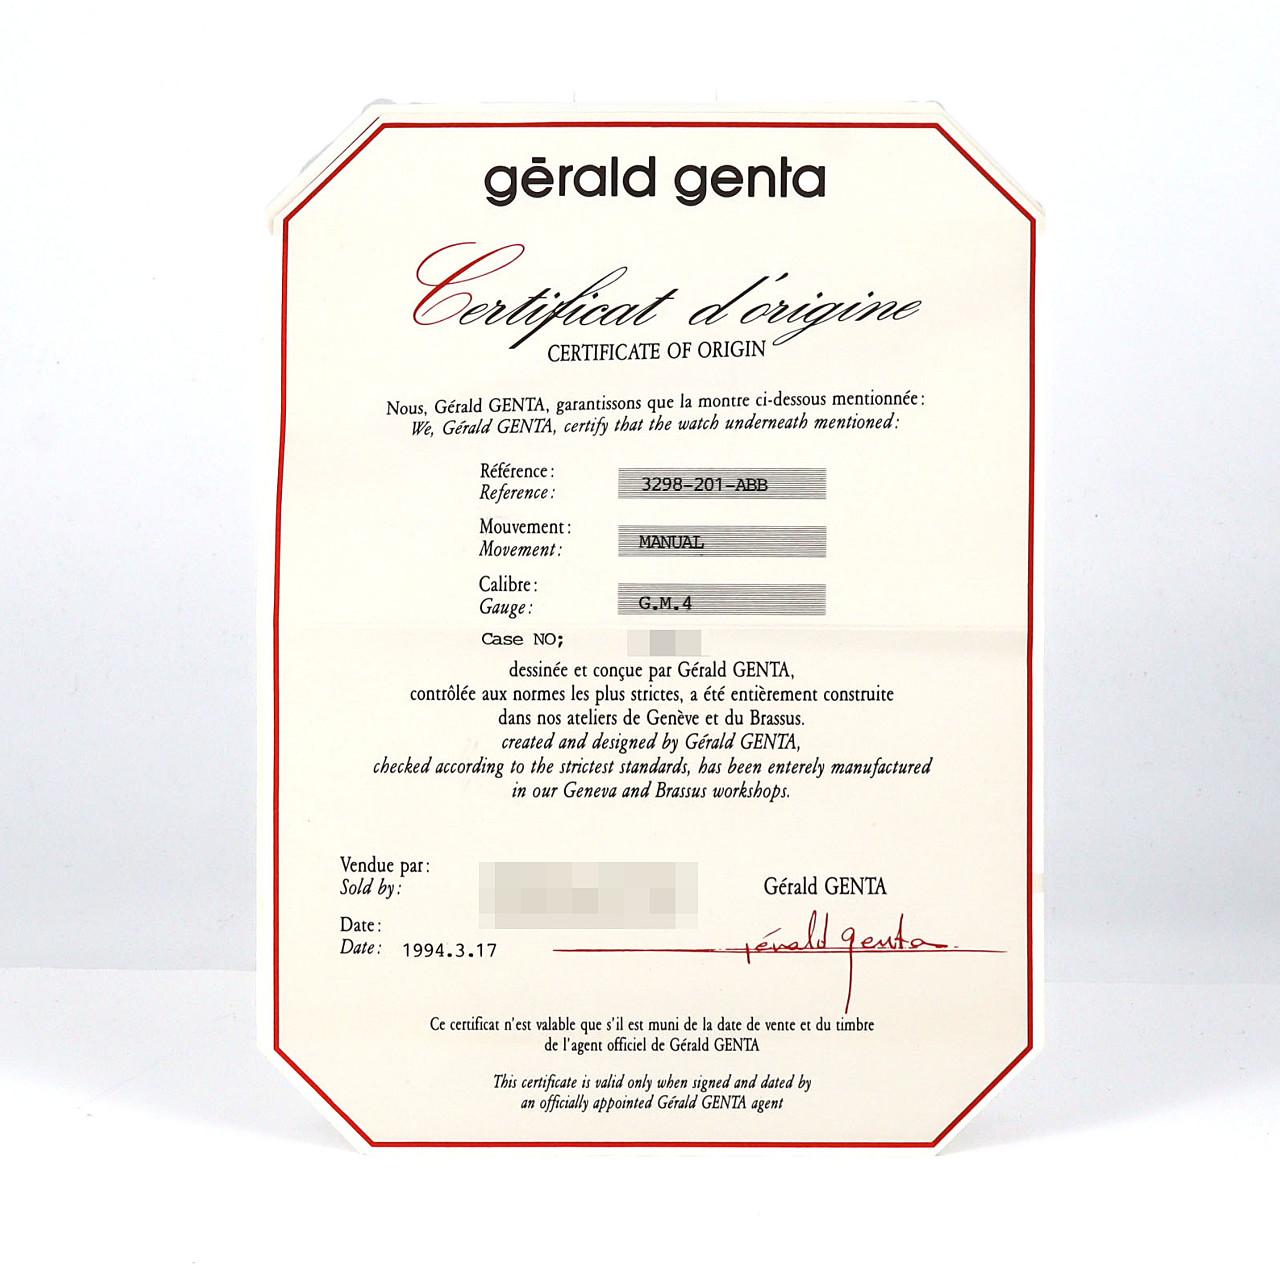 gérald genta
Certificat d'origine
CERTIFICATE OF ORIGIN
Nous, Gérald GENTA, garantissons que la montre ci-dessous mentionnée:
We, Gérald GENTA, certify that the watch underneath mentioned:
Référence:
Reference: 3298-201-ABB
Mouvement:
Movement: MANUAL
Calibre:
Gauge: G.M.4
Case NO;
dessinée et conçue par Gérald GENTA,
contrôlée aux normes les plus strictes, a été entièrement construite
dans nos ateliers de Genève et du Brassus.
created and designed by Gérald GENTA,
checked according to the strictest standards, has been enterely manufactured
in our Geneva and Brassus workshops.
Vendue par:
Sold by:
Gérald GENTA
Date:
Date: 1994.3.17
gérald genta
Ce certificat n'est valable que s'il est muni de la date de vente et du timbre
de l'agent officiel de Gérald GENTA
This certificate is valid only when signed and dated by
an officially appointed Gérald GENTA agent